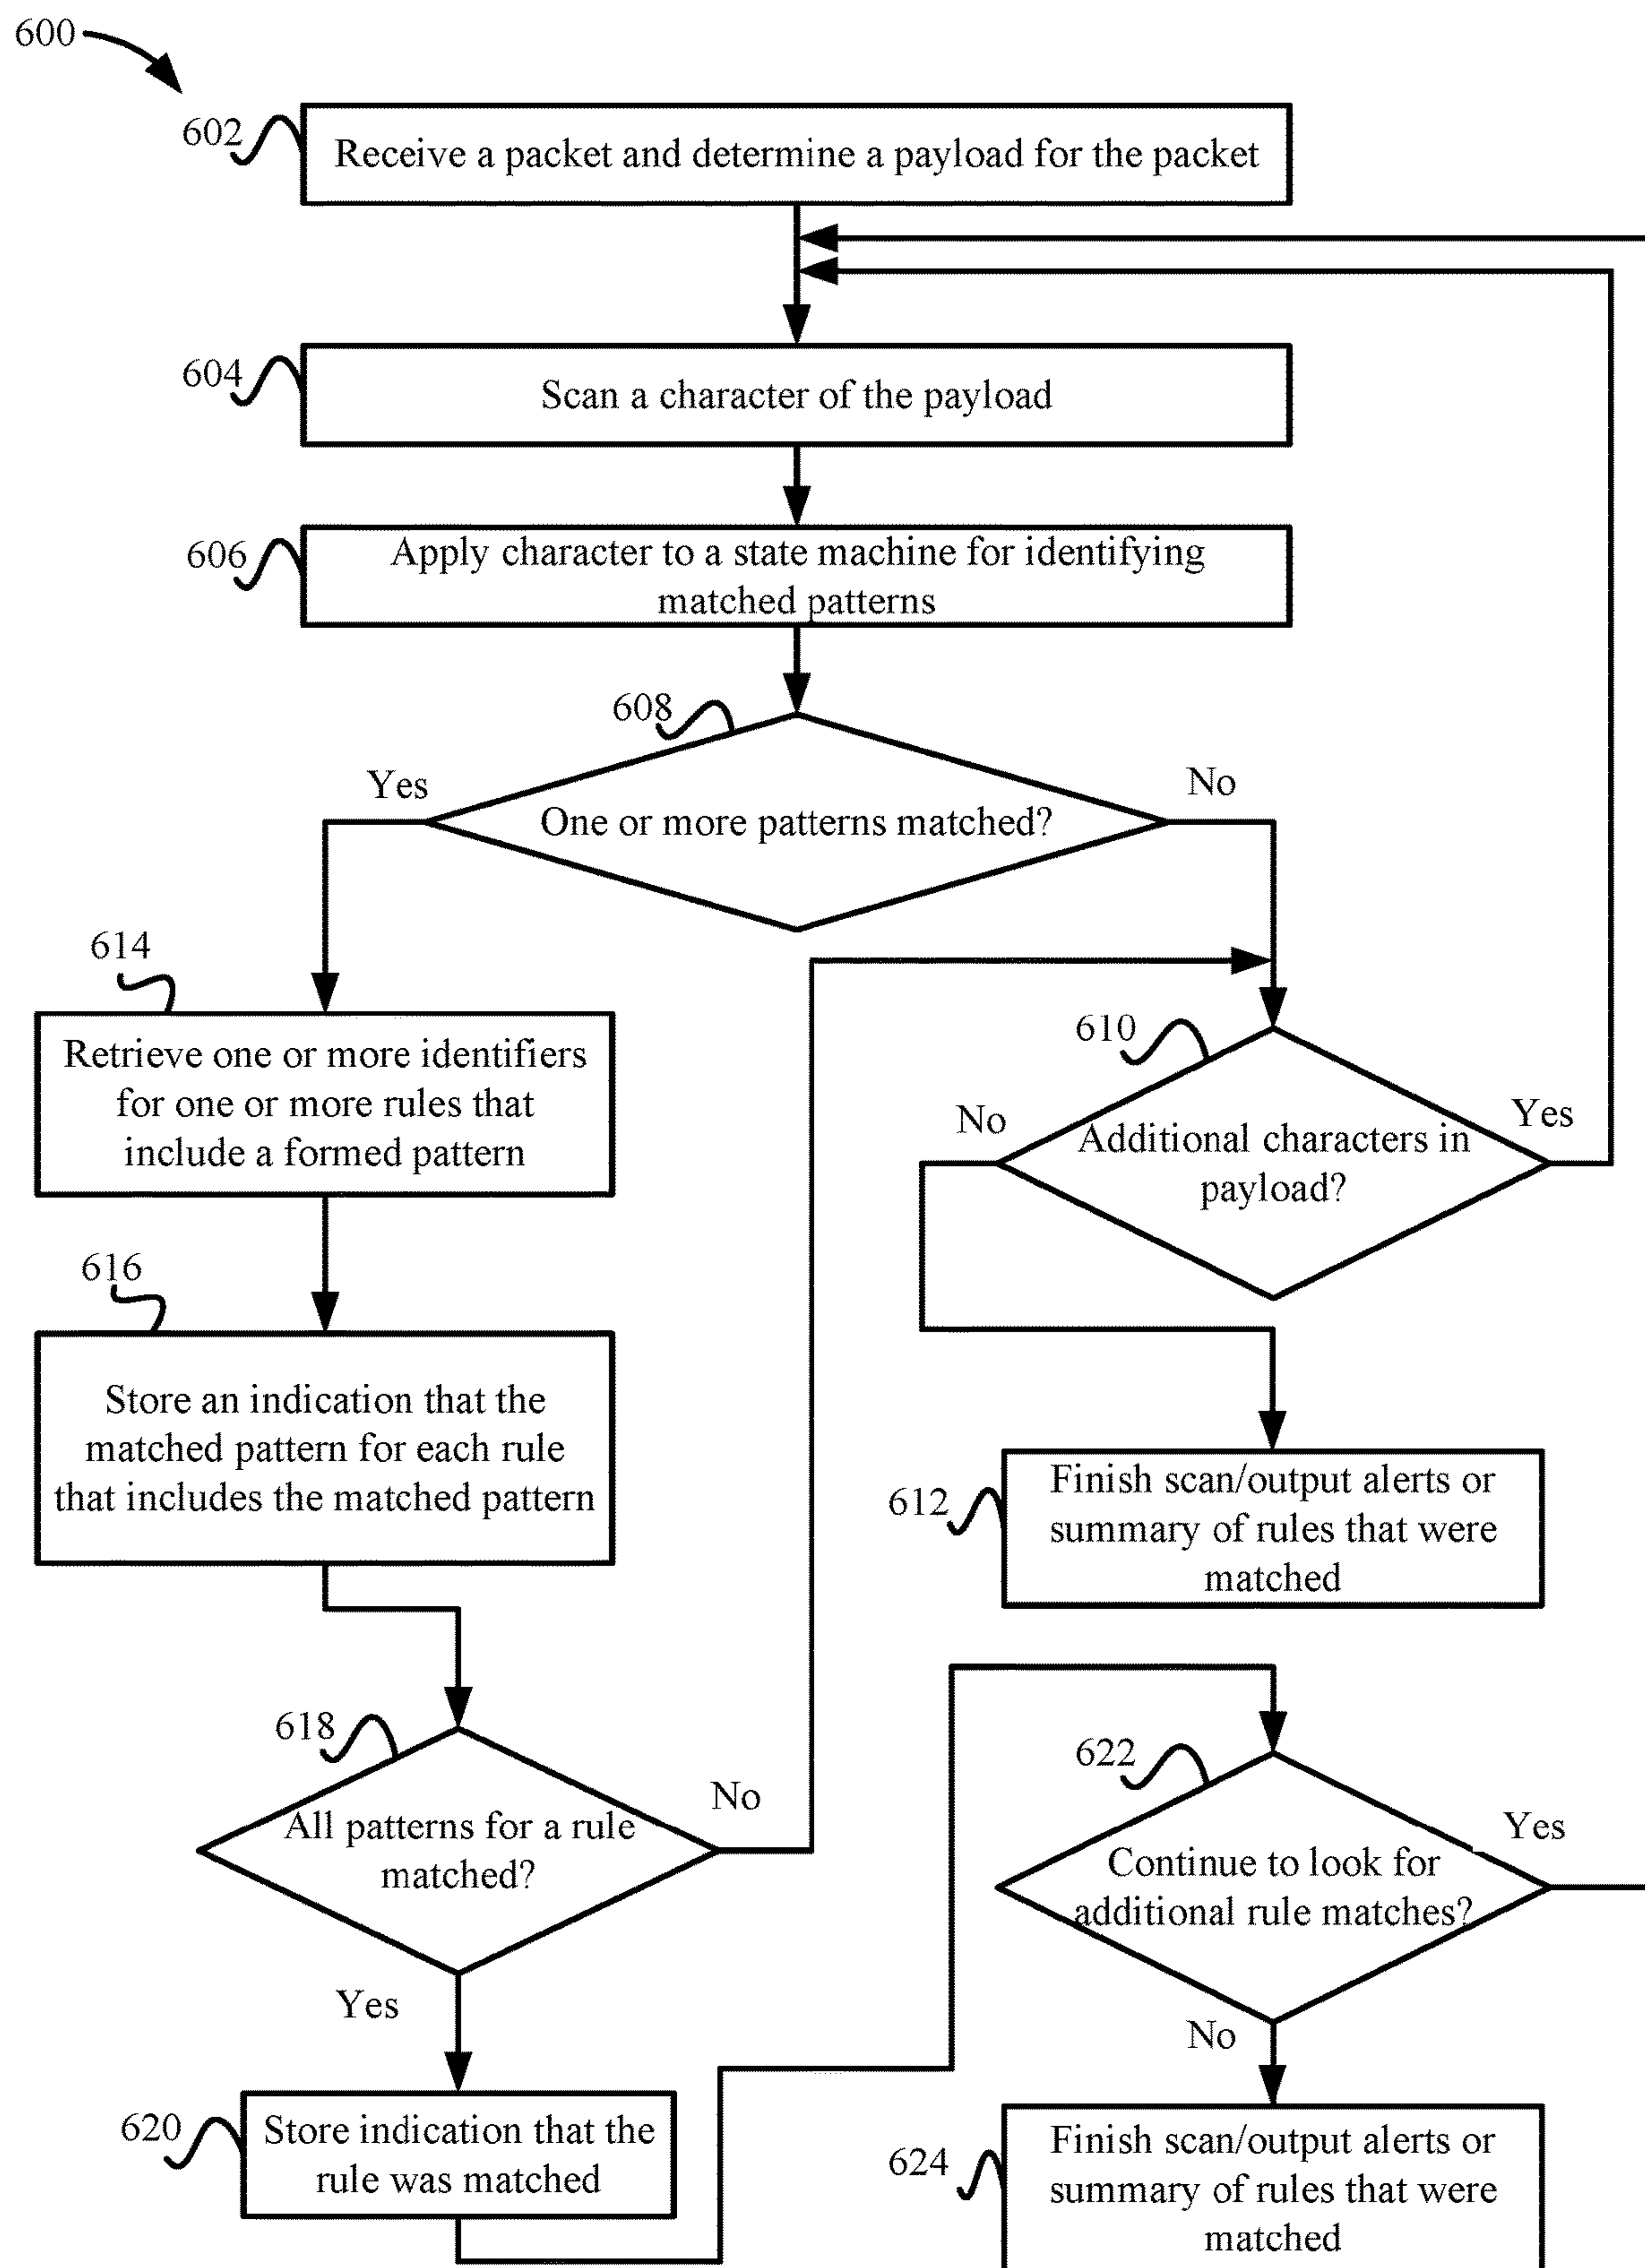 600
602
Receive a packet and determine a payload for the packet
604
Scan a character of the payload
606
Apply character to a state machine for identifying
matched patterns
608
Yes
No
One or more patterns matched?
614
Retrieve one or more identifiers
for one or more rules that
include a formed pattern
610
No
Yes
Additional characters in
payload?
616
Store an indication that the
matched pattern for each rule
that includes the matched pattern
612
Finish scan/output alerts or
summary of rules that were
matched
618
No
All patterns for a rule
matched?
Yes
622
Yes
Continue to look for
additional rule matches?
No
620
Store indication that the
rule was matched
624
Finish scan/output alerts or
summary of rules that were
matched